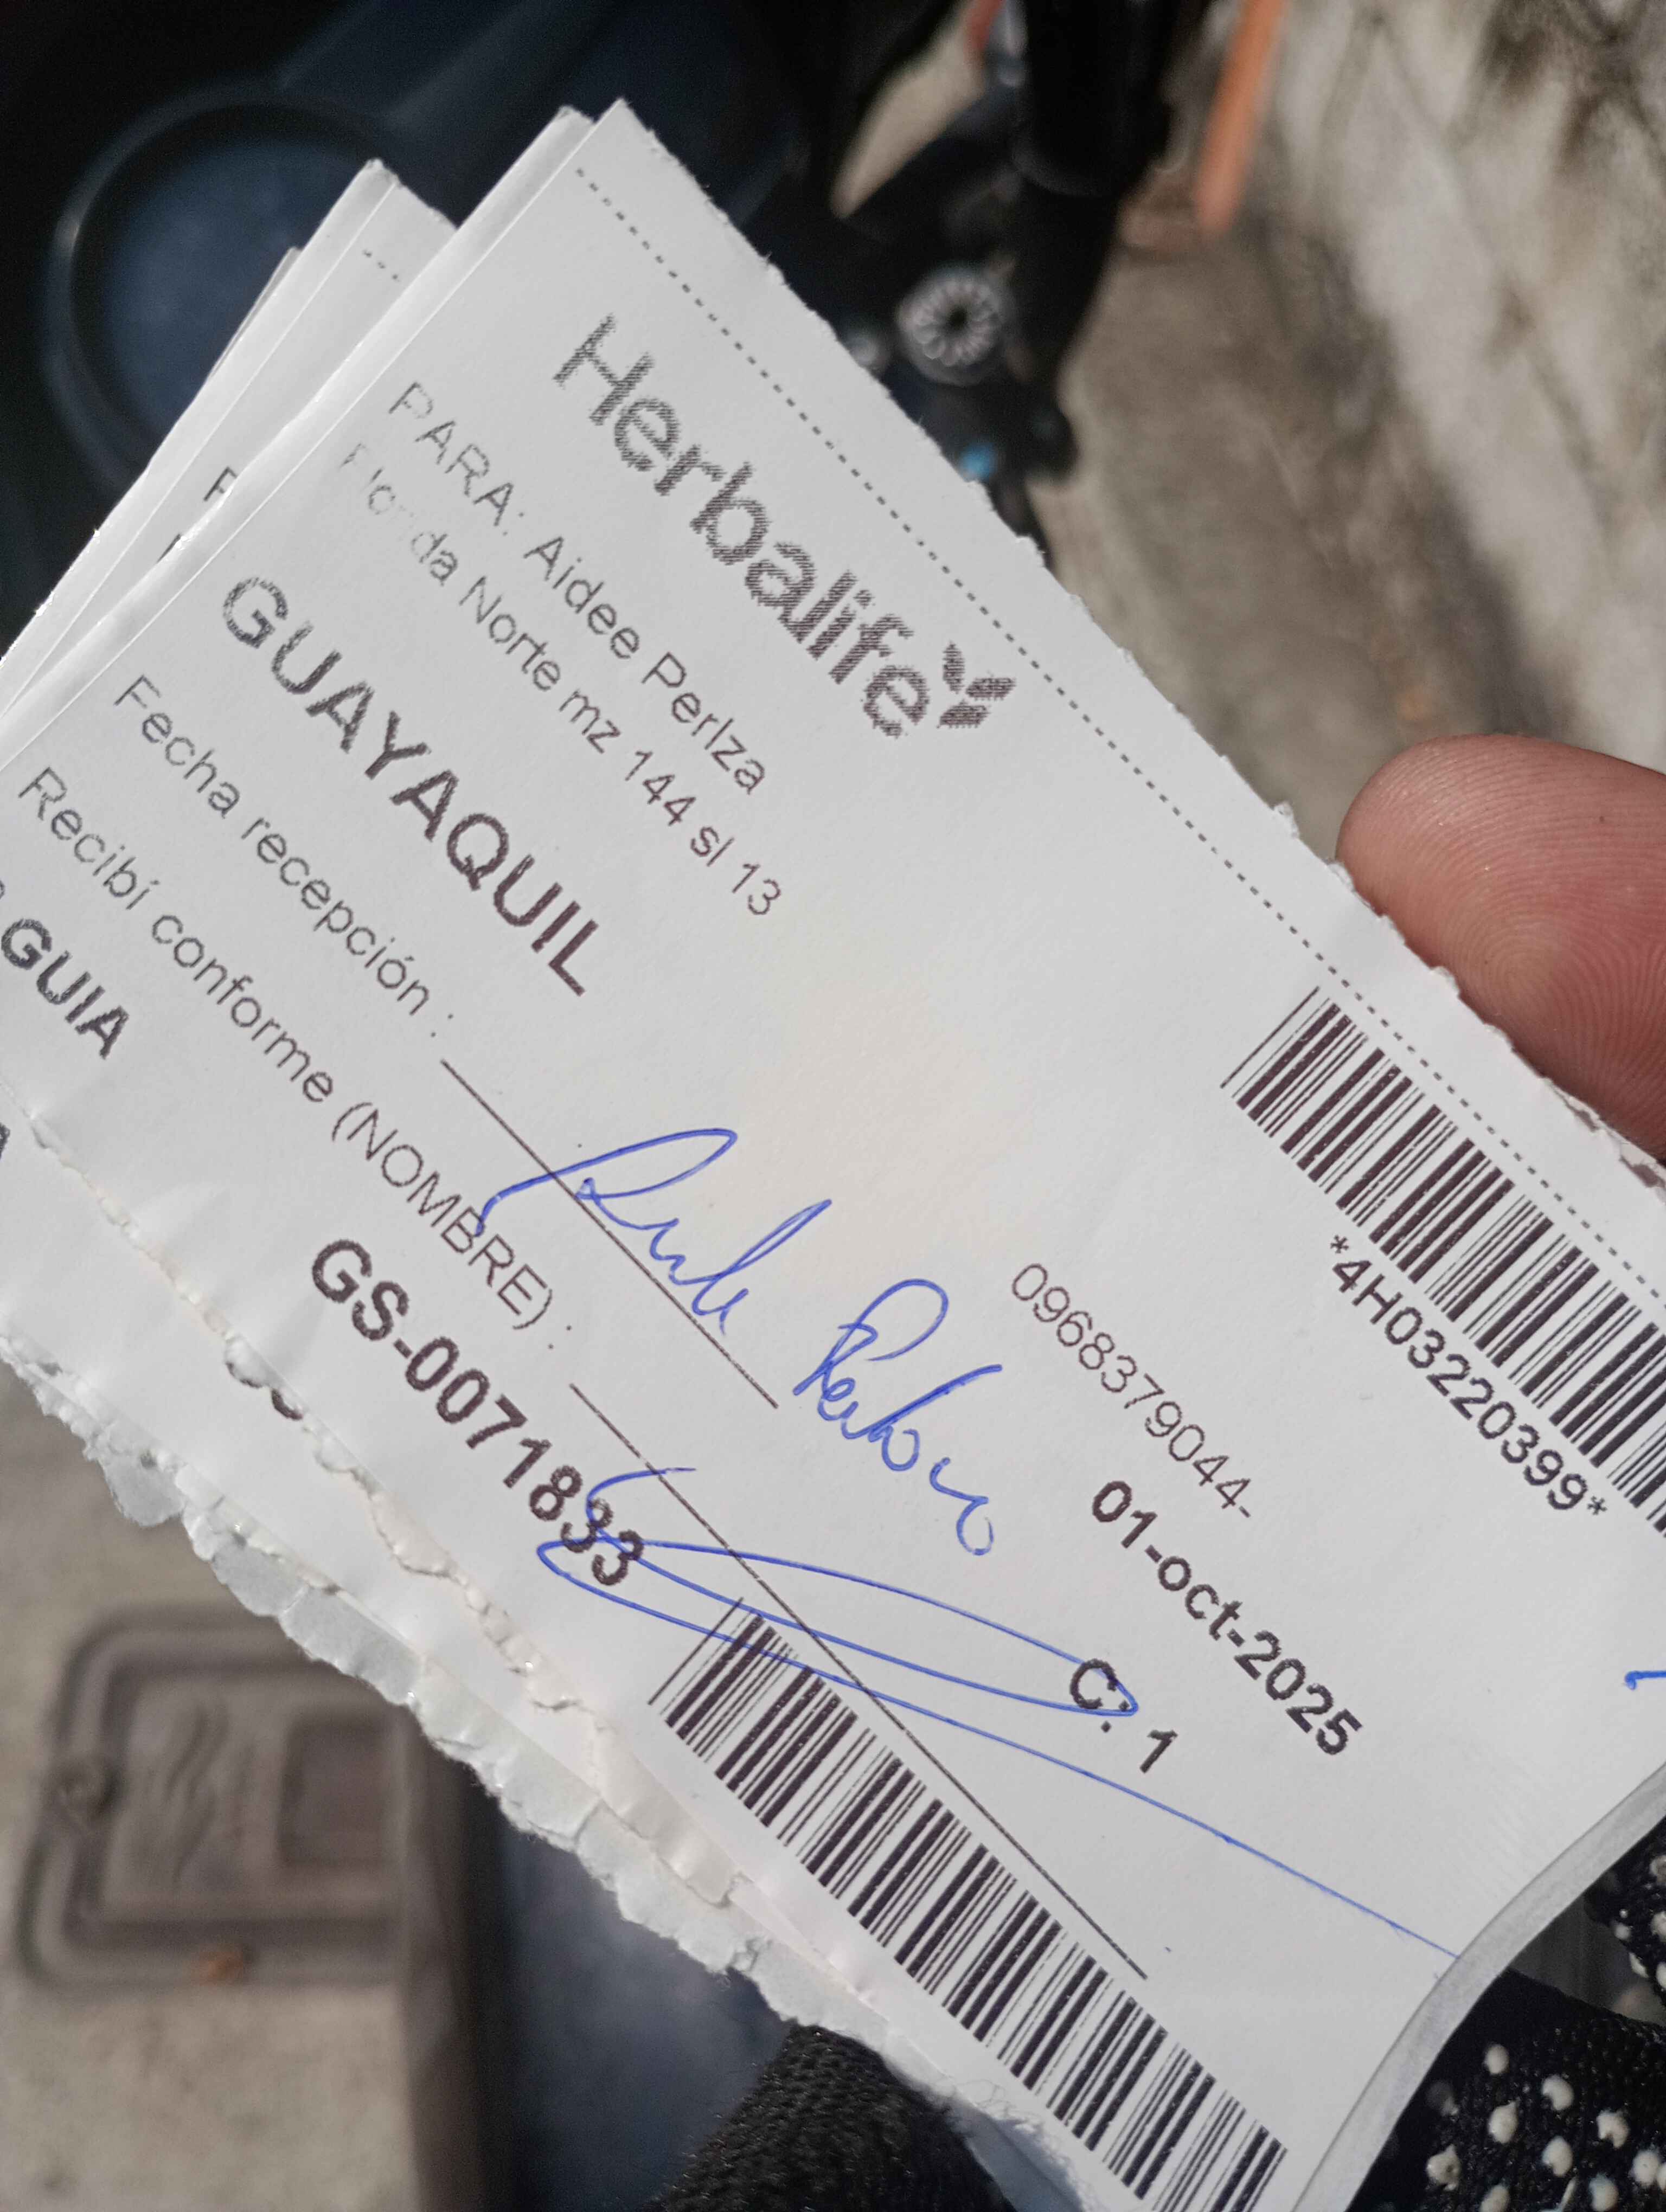 Herbalife
*4H03220399*
PARA: Aidee Perlza
Norte mz 144 sl 13
0968379044-
GUAYAQUIL
01-oct-2025
Fecha recepción :
C: 1
Recibí conforme (NOMBRE) :
GUIA
GS-0071833